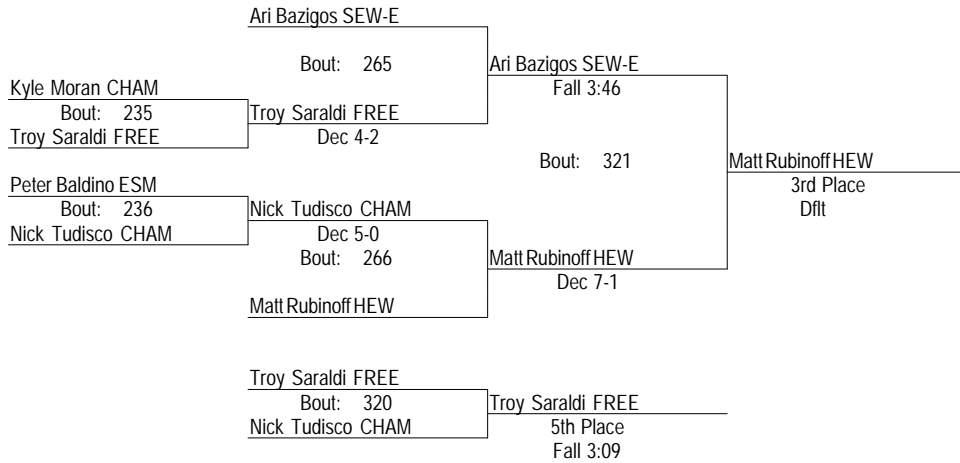 Ari Bazigos SEW-E
Bout: 265
Ari Bazigos SEW-E
Fall 3:46
Kyle Moran CHAM
Bout: 235
Troy Saraldi FREE
Troy Saraldi FREE
Dec 4-2
Bout: 321
Matt Rubinoff HEW
3rd Place
Dflt
Peter Baldino ESM
Bout: 236
Nick Tudisco CHAM
Nick Tudisco CHAM
Dec 5-0
Bout: 266
Matt Rubinoff HEW
Dec 7-1
Matt Rubinoff HEW
Troy Saraldi FREE
Bout: 320
Nick Tudisco CHAM
Troy Saraldi FREE
5th Place
Fall 3:09